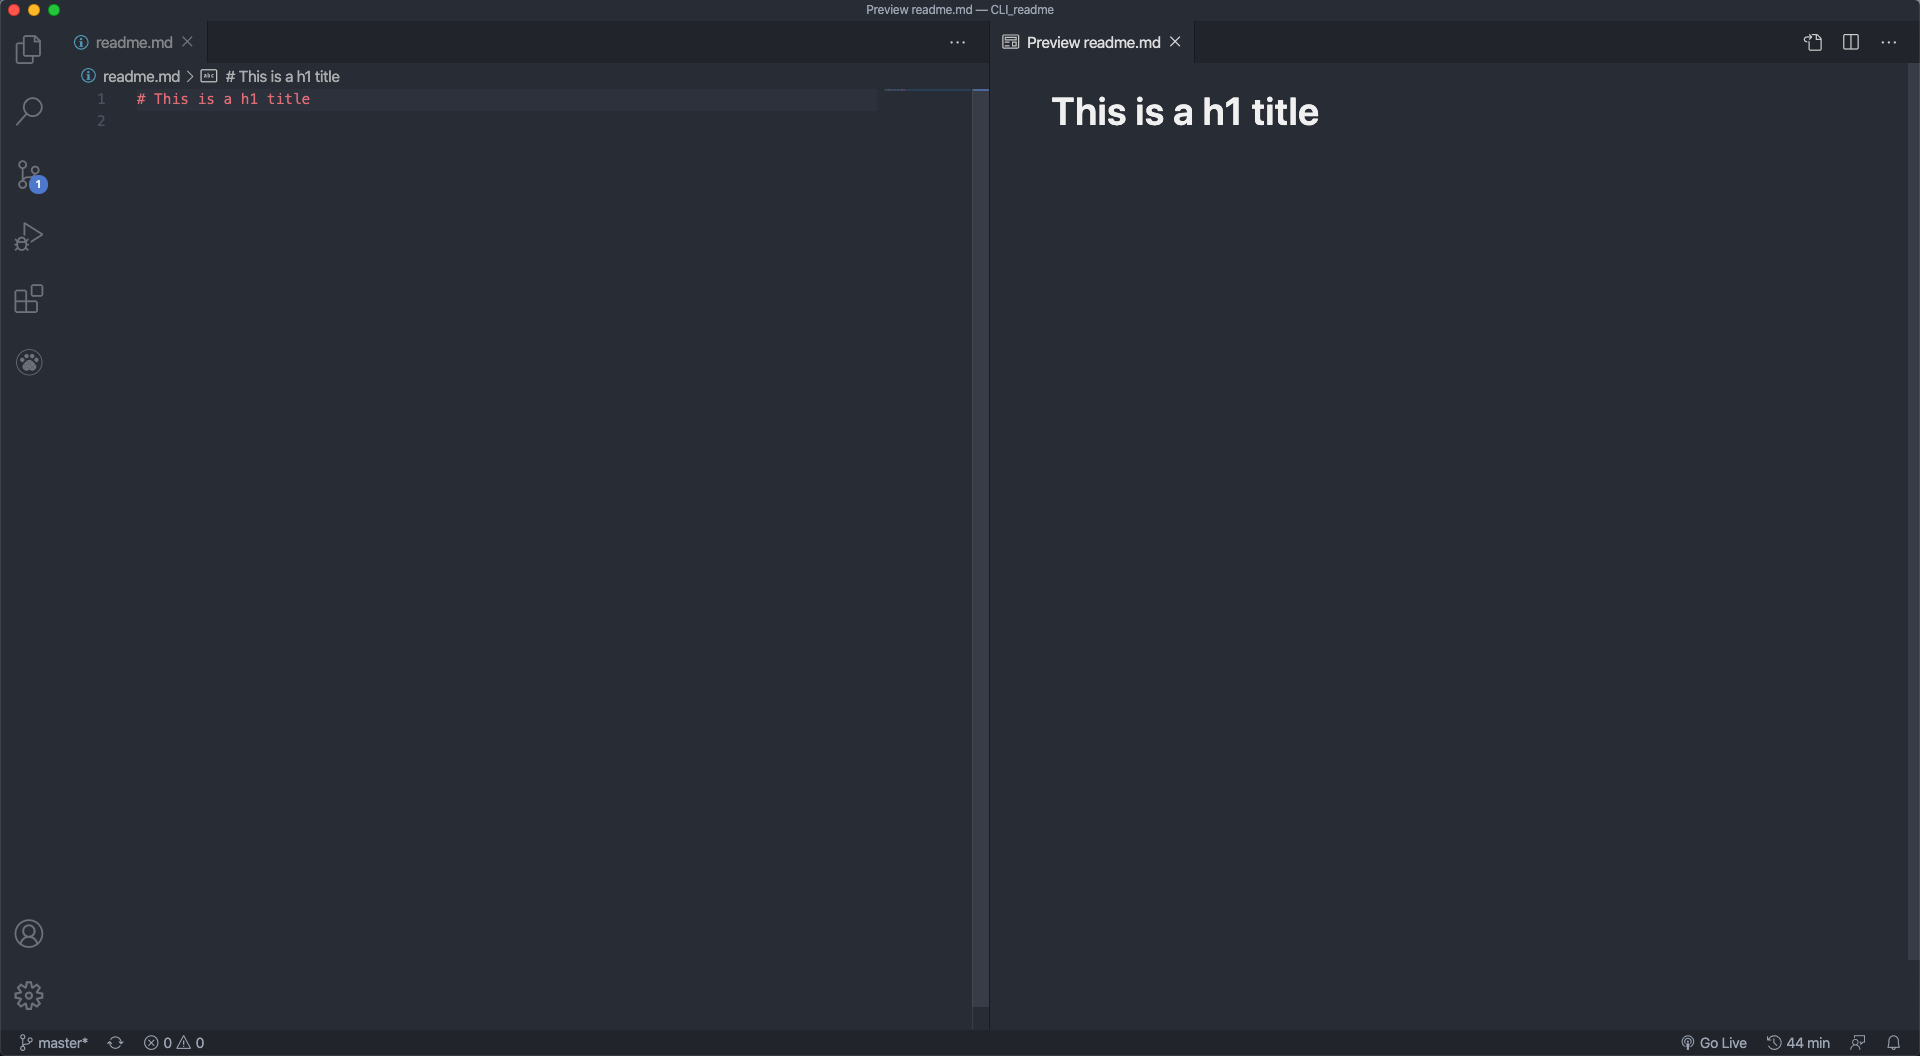 Preview readme.md — CLI_readme
readme.md
readme.md > # This is a h1 title
1 # This is a h1 title
2
Preview readme.md
This is a h1 title
1
master* 0 0
Go Live 44 min